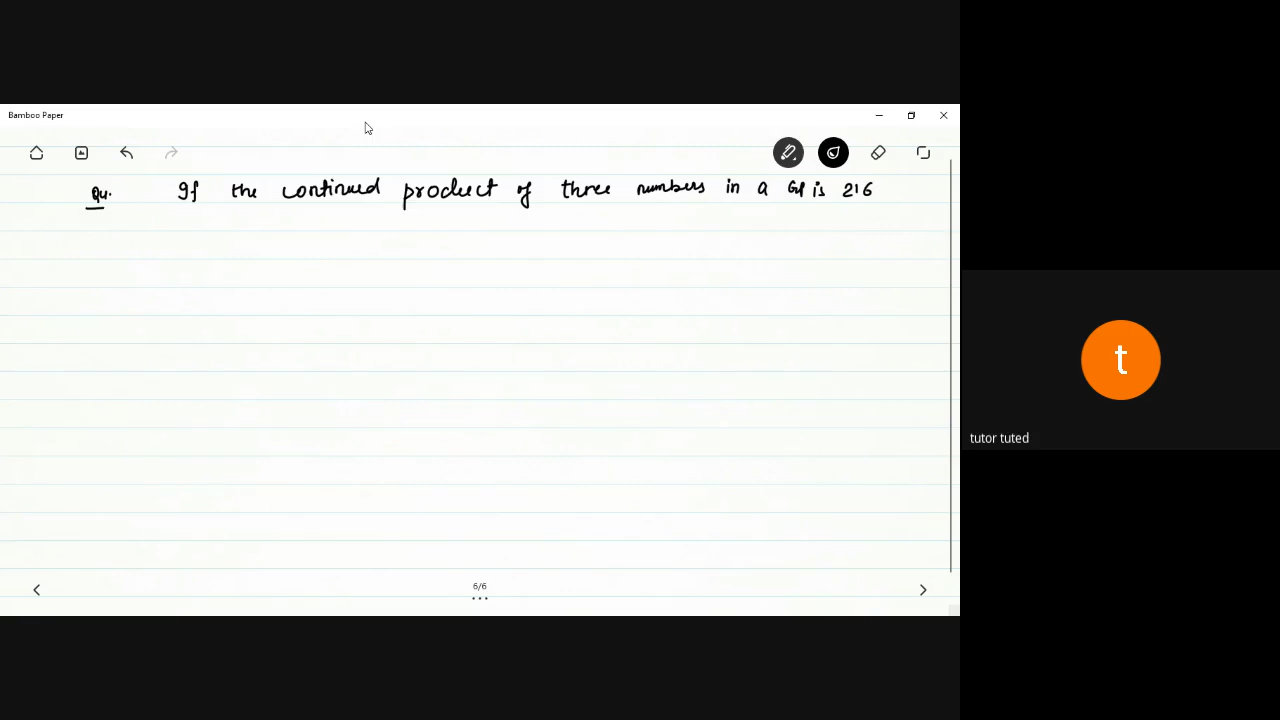 Bamboo Paper
Qu. If the continued product of three numbers in a GP is 216
t
tutor tuted
6/6